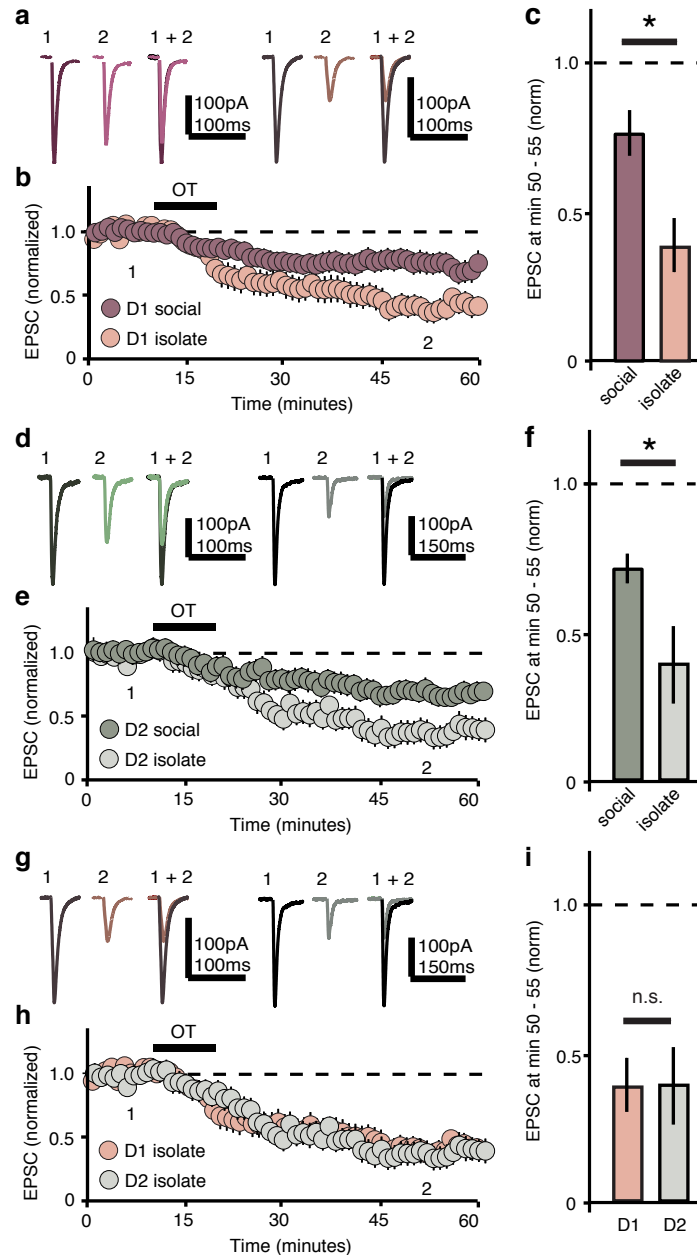 a
1 2 1 + 2
100pA
100ms
100pA
100ms
b
OT
EPSC (normalized)
1.0
0.5
0
1
2
D1 social
D1 isolate
0 15 30 45 60
Time (minutes)
c
*
EPSC at min 50 - 55 (norm)
1.0
0.5
0
social
isolate
d
1 2 1 + 2
1 2 1 + 2
100pA
100ms
100pA
150ms
e
OT
EPSC (normalized)
1.0
0.5
0
1
2
D2 social
D2 isolate
0 15 30 45 60
Time (minutes)
f
*
EPSC at min 50 - 55 (norm)
1.0
0.5
0
social
isolate
g
1 2 1 + 2
1 2 1 + 2
100pA
100ms
100pA
150ms
h
OT
EPSC (normalized)
1.0
0.5
0
1
2
D1 isolate
D2 isolate
0 15 30 45 60
Time (minutes)
i
n.s.
EPSC at min 50 - 55 (norm)
1.0
0.5
0
D1 D2